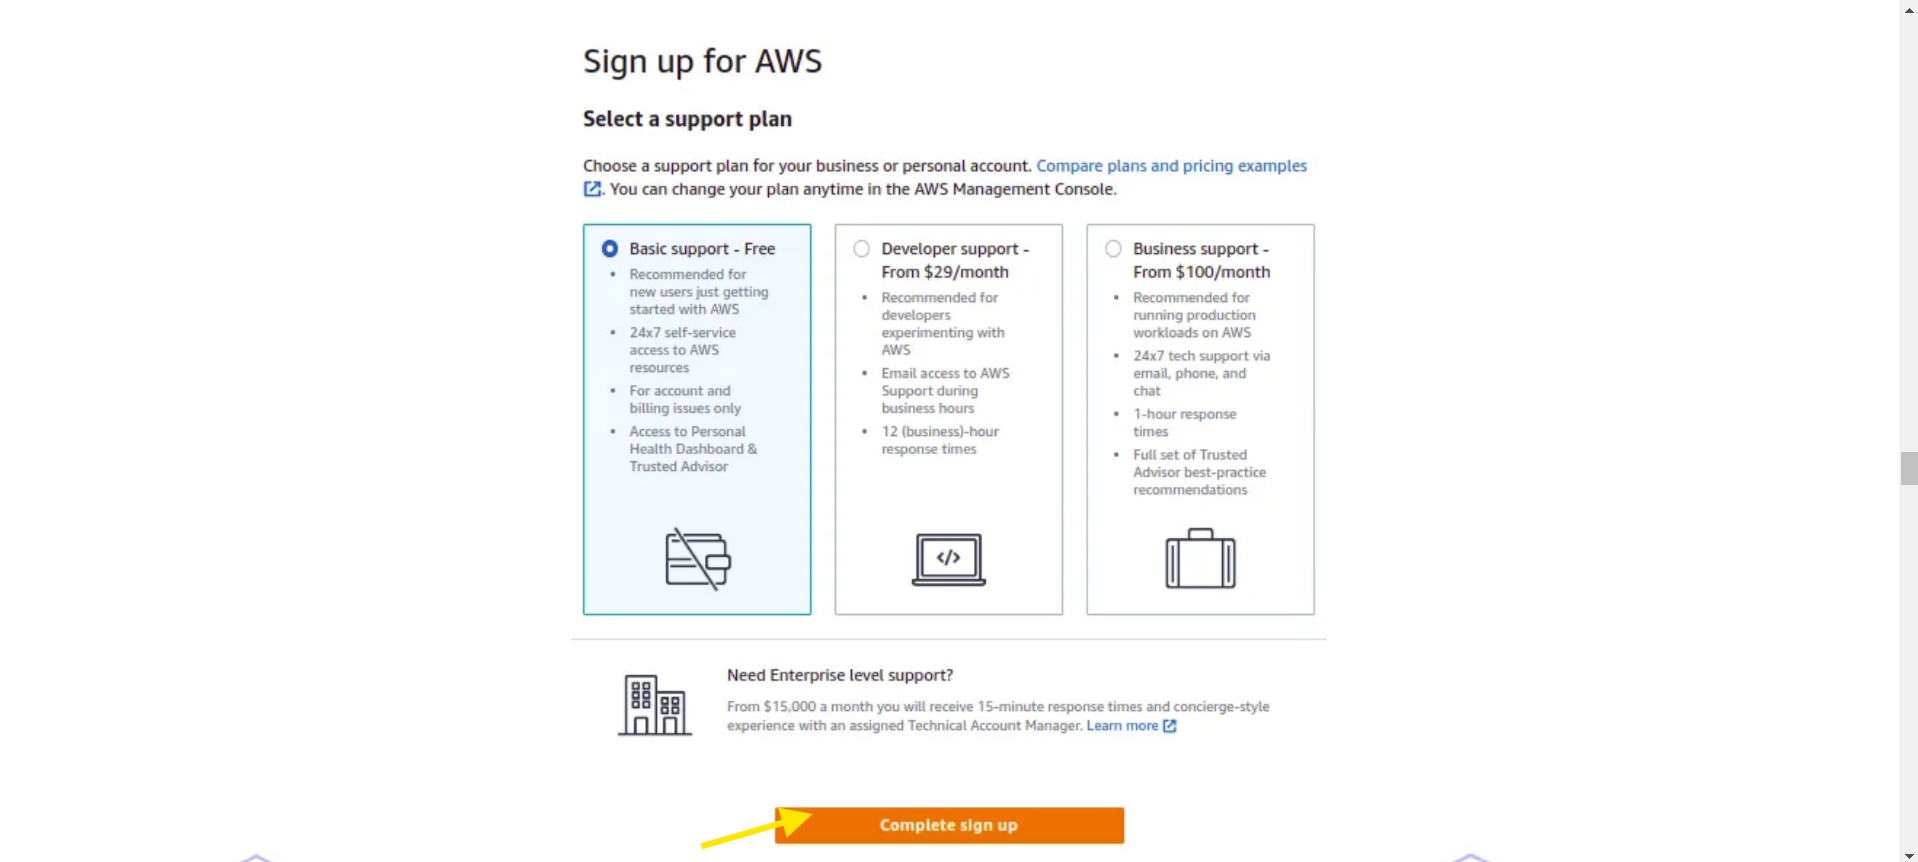 Sign up for AWS
Select a support plan
Choose a support plan for your business or personal account. Compare plans and pricing examples
. You can change your plan anytime in the AWS Management Console.
Basic support - Free
• Recommended for
new users just getting
started with AWS
• 24x7 self-service
access to AWS
resources
• For account and
billing issues only
• Access to Personal
Health Dashboard &
Trusted Advisor
Developer support -
From $29/month
• Recommended for
developers
experimenting with
AWS
• Email access to AWS
Support during
business hours
• 12 (business)-hour
response times
</>
Business support -
From $100/month
• Recommended for
running production
workloads on AWS
• 24x7 tech support via
email, phone, and
chat
• 1-hour response
times
• Full set of Trusted
Advisor best-practice
recommendations
Need Enterprise level support?
From $15,000 a month you will receive 15-minute response times and concierge-style
experience with an assigned Technical Account Manager. Learn more
Complete sign up